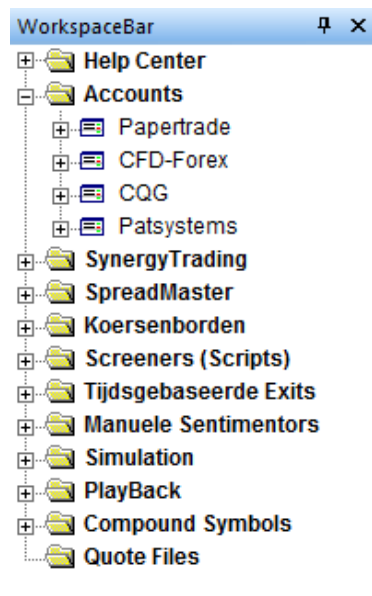 WorkspaceBar
Help Center
Accounts
Papertrade
CFD-Forex
CQG
Patsystems
SynergyTrading
SpreadMaster
Koersenborden
Screeners (Scripts)
Tijdsgebaseerde Exits
Manuele Sentimentors
Simulation
PlayBack
Compound Symbols
Quote Files